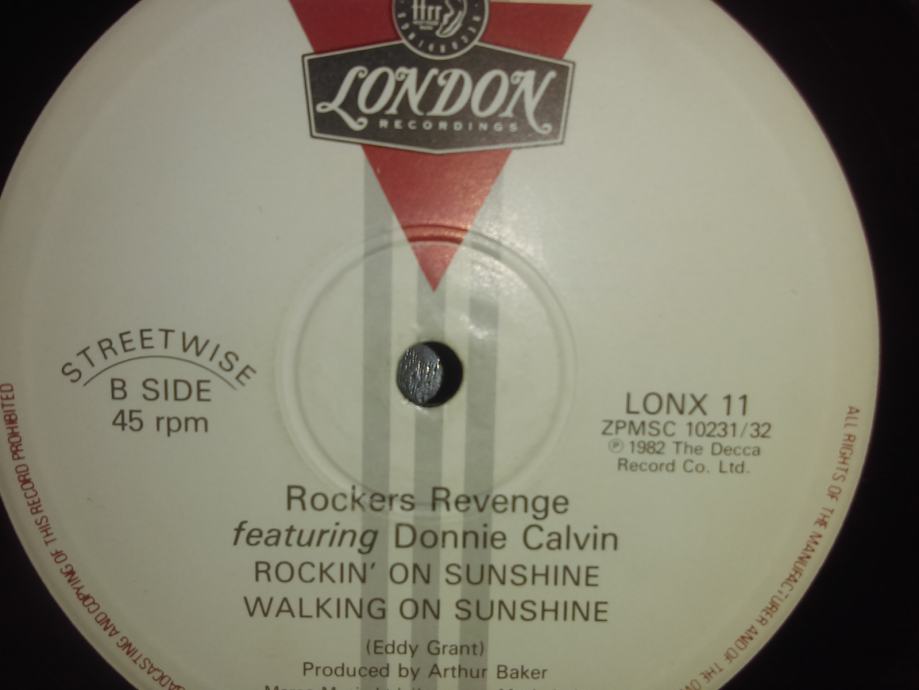 ffrr
LONDON
RECORDINGS
STREETWISE
B SIDE
45 rpm
LONX 11
ZPMSC 10231/32
℗ 1982 The Decca
Record Co. Ltd.
Rockers Revenge
featuring Donnie Calvin
ROCKIN' ON SUNSHINE
WALKING ON SUNSHINE
(Eddy Grant)
Produced by Arthur Baker
ALL RIGHTS OF THE MANUFACTURER AND OF THE
AND COPYING OF THIS RECORD PROHIBITED